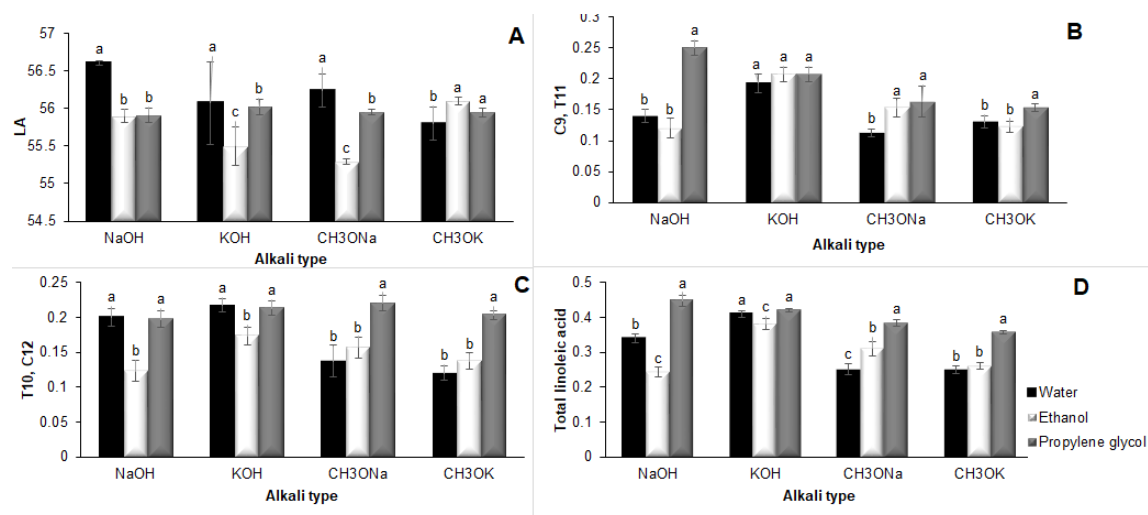 57
56.5
56
55.5
55
54.5
LA
A
a
b
b
a
c
b
a
c
b
b
a
a
NaOH
KOH
CH3ONa
CH3OK
Alkali type
0.3
0.25
0.2
0.15
0.1
0.05
0
C9, T11
B
b
b
a
a
a
a
b
a
a
b
b
a
NaOH
KOH
CH3ONa
CH3OK
Alkali type
0.25
0.2
0.15
0.1
0.05
0
T10, C12
C
a
b
a
a
b
a
b
b
a
b
b
a
NaOH
KOH
CH3ONa
CH3OK
Alkali type
0.5
0.4
0.3
0.2
0.1
0
Total linoleic acid
D
b
c
a
b
c
a
c
b
a
b
b
a
NaOH
KOH
CH3ONa
CH3OK
Alkali type
Water
Ethanol
Propylene glycol